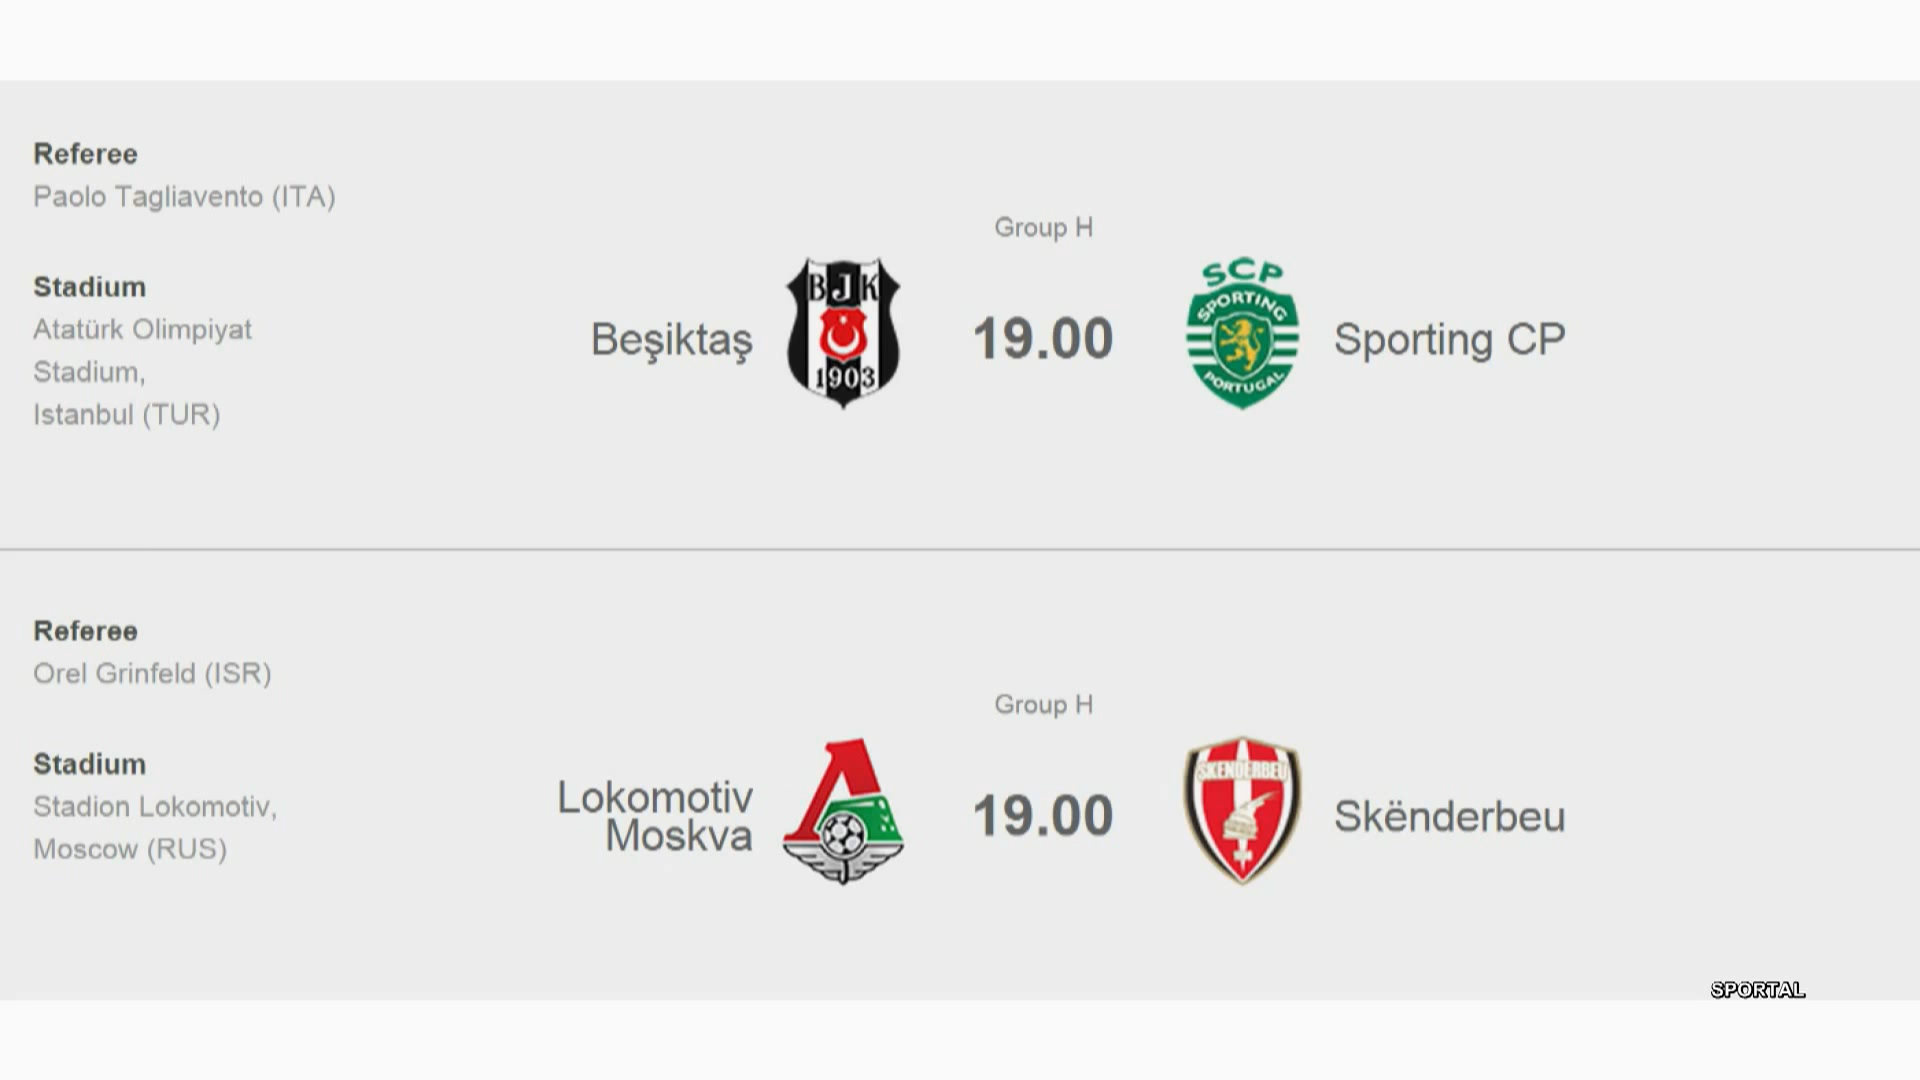 Referee
Paolo Tagliavento (ITA)
Stadium
Atatürk Olimpiyat
Stadium,
Istanbul (TUR)
Group H
Beşiktaş
BJK
1903
19.00
SCP
SPORTING
PORTUGAL
Sporting CP
Referee
Orel Grinfeld (ISR)
Stadium
Stadion Lokomotiv,
Moscow (RUS)
Group H
Lokomotiv
Moskva
19.00
SKENDERBEU
Skënderbeu
SPORTAL